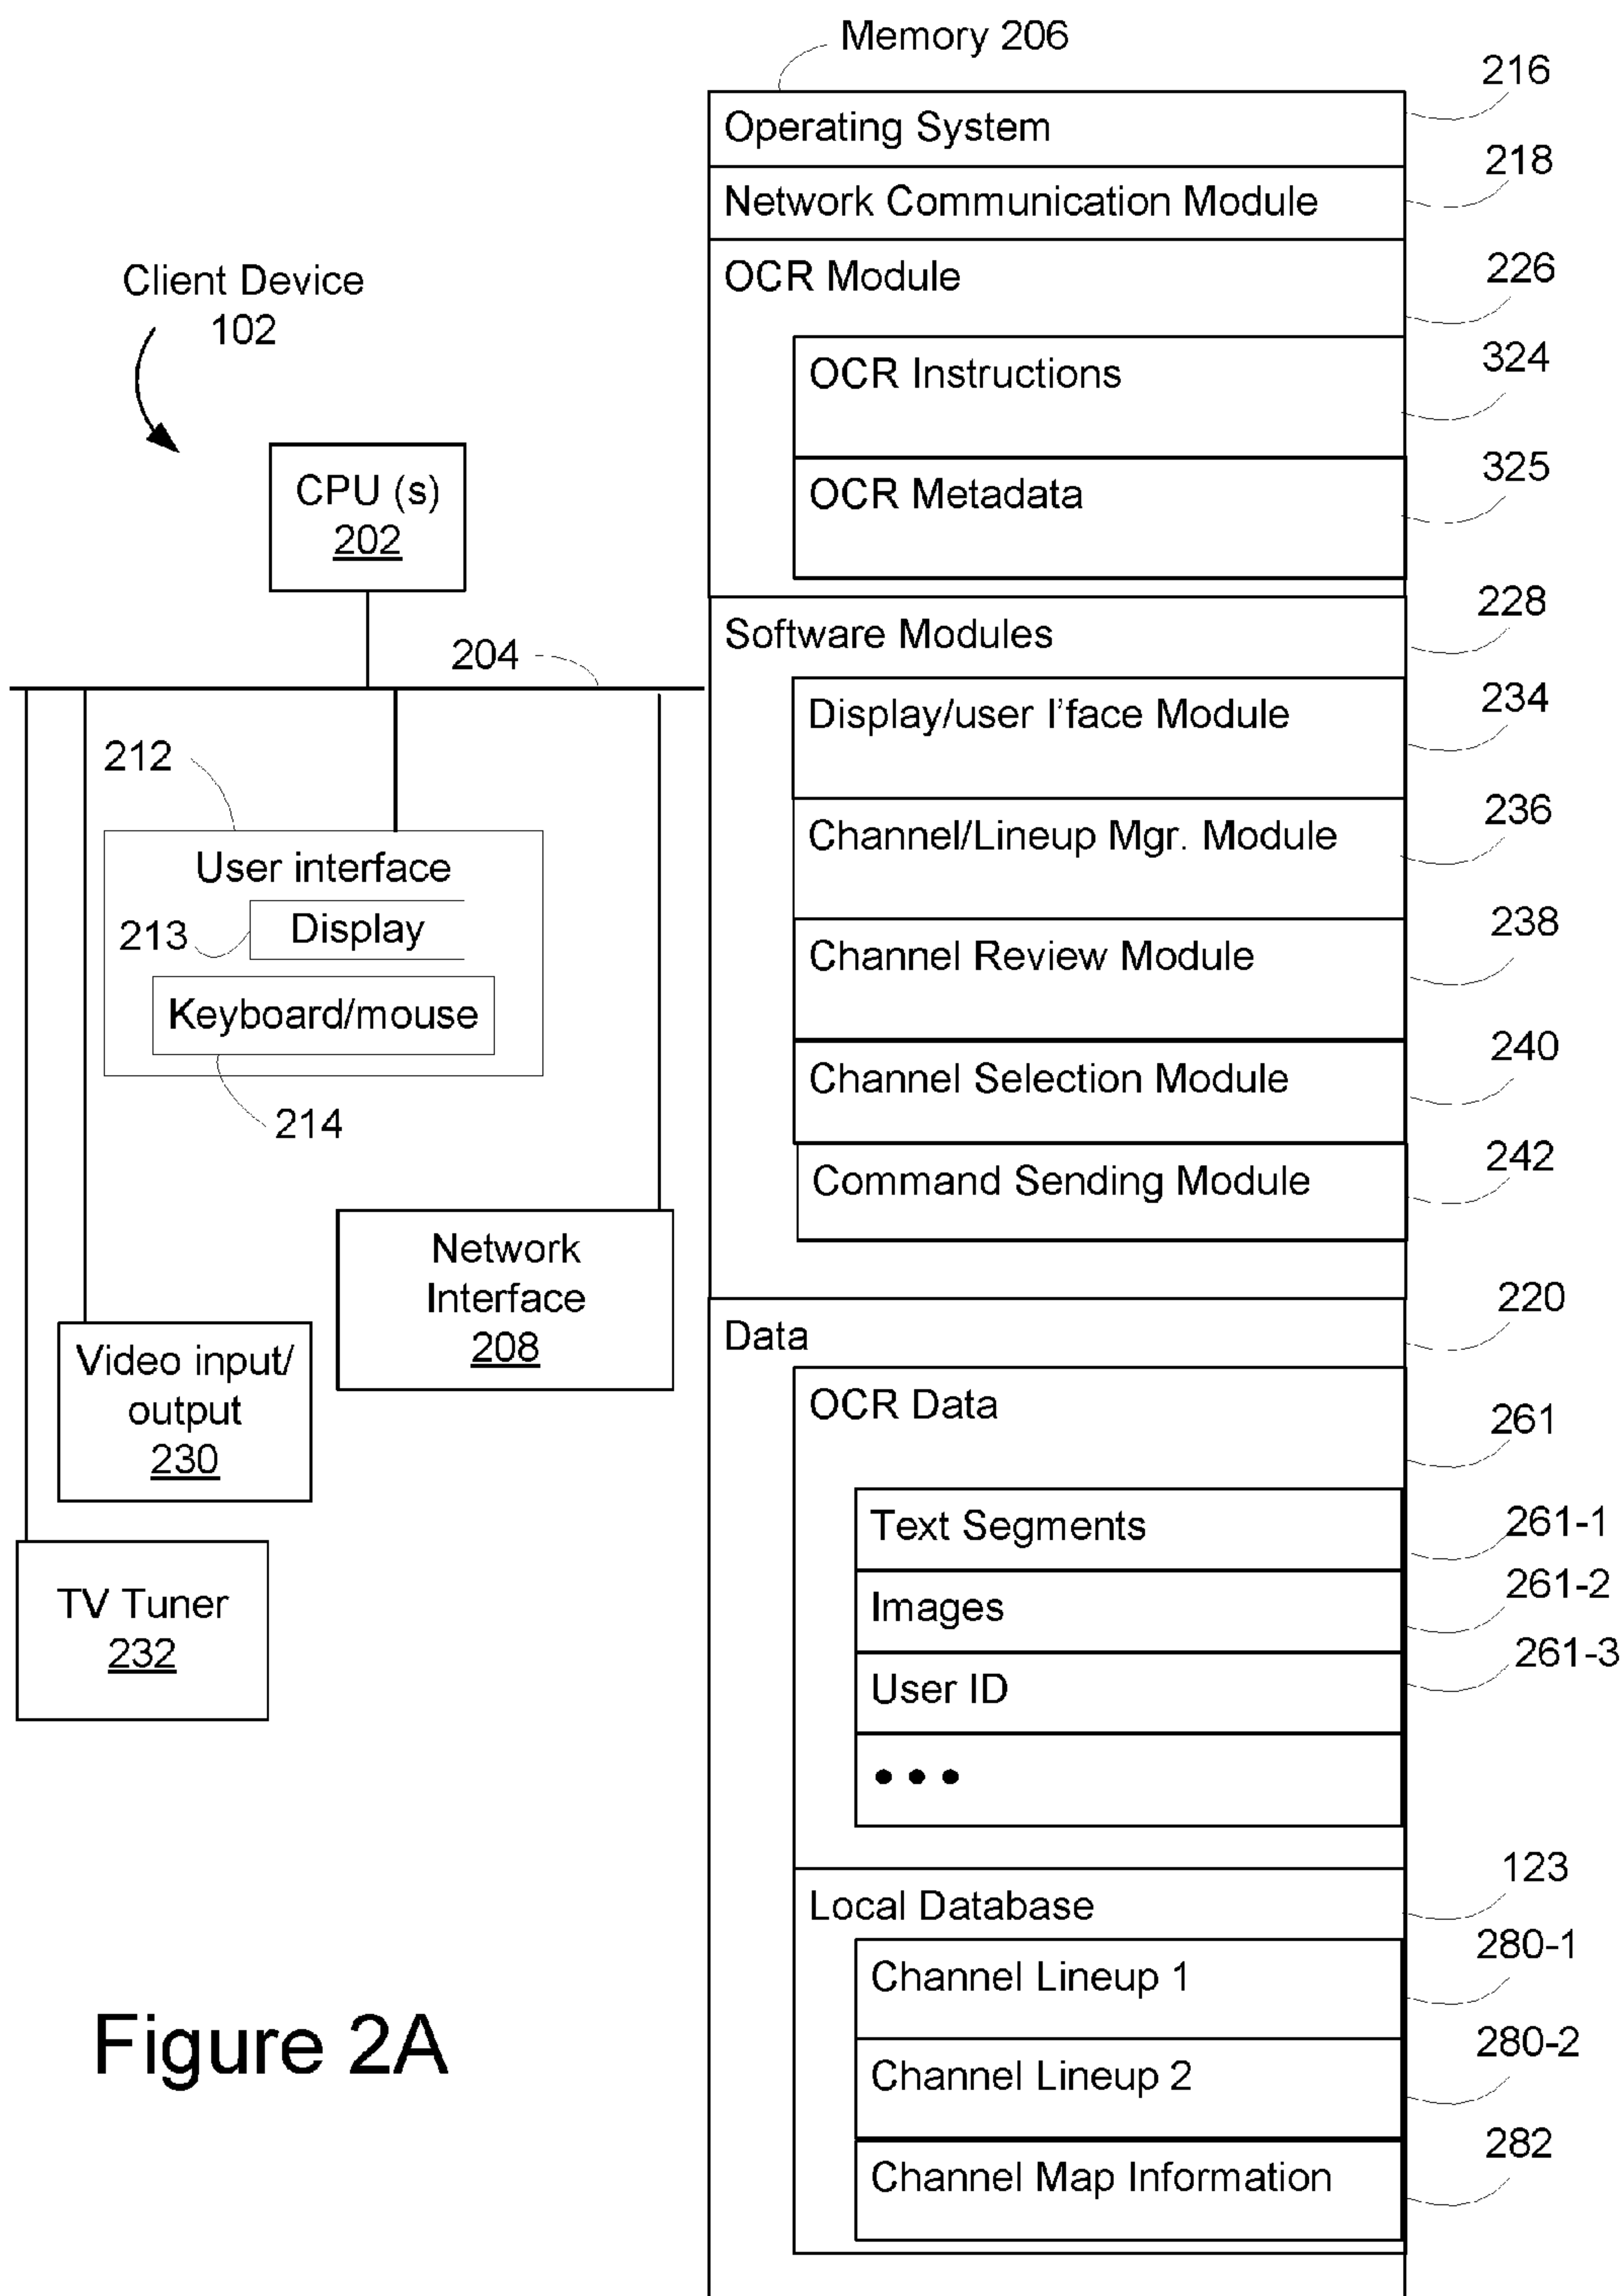 Memory 206
216
Operating System
218
Network Communication Module
Client Device
102
OCR Module
226
OCR Instructions
324
OCR Metadata
325
CPU (s)
202
204
Software Modules
228
Display/user I'face Module
234
212
User interface
Display
213
Keyboard/mouse
214
Channel/Lineup Mgr. Module
236
Channel Review Module
238
Channel Selection Module
240
Command Sending Module
242
Network
Interface
208
Video input/
output
230
TV Tuner
232
Data
220
OCR Data
261
Text Segments
261-1
Images
261-2
User ID
261-3
•••
Local Database
123
Channel Lineup 1
280-1
Channel Lineup 2
280-2
Channel Map Information
282
Figure 2A